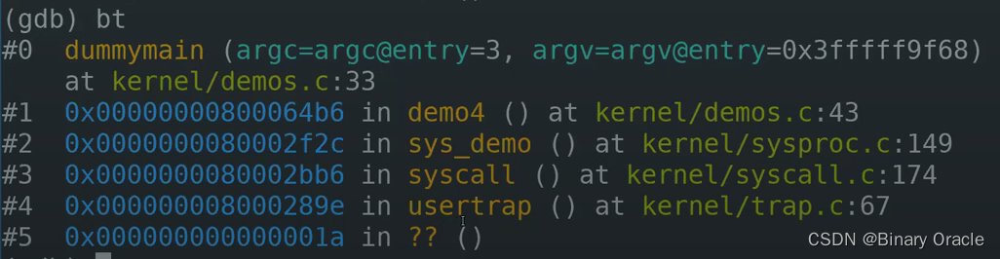 (gdb) bt
#0 dummymain (argc=argc@entry=3, argv=argv@entry=0x3fffff9f68)
at kernel/demos.c:33
#1 0x00000000800064b6 in demo4 () at kernel/demos.c:43
#2 0x0000000080002f2c in sys_demo () at kernel/sysproc.c:149
#3 0x0000000080002bb6 in syscall () at kernel/syscall.c:174
#4 0x000000008000289e in usertrap () at kernel/trap.c:67
#5 0x000000000000001a in ?? ()
CSDN @Binary Oracle